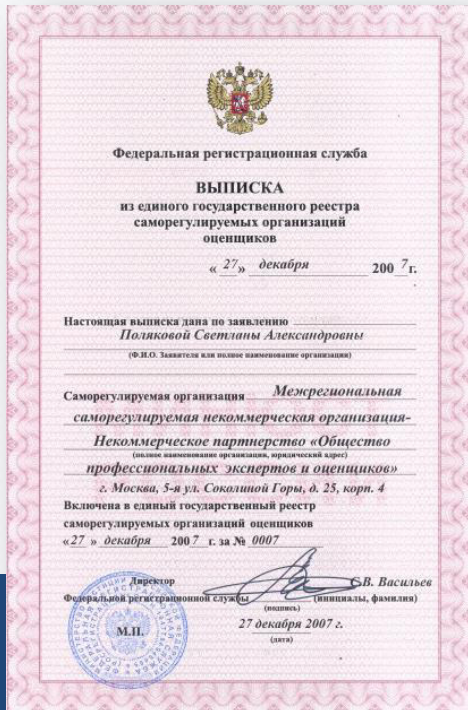 Федеральная регистрационная служба
ВЫПИСКА
из единого государственного реестра
саморегулируемых организаций
оценщиков
« 27 » декабря 200 7 г.
Настоящая выписка дана по заявлению
Поляковой Светланы Александровны
(Ф.И.О. Заявителя или полное наименование организации)
Саморегулируемая организация Межрегиональная
саморегулируемая некоммерческая организация-
Некоммерческое партнерство «Общество
(полное наименование организации, юридический адрес)
профессиональных экспертов и оценщиков»
г. Москва, 5-я ул. Соколиной Горы, д. 25, корп. 4
Включена в единый государственный реестр
саморегулируемых организаций оценщиков
« 27 » декабря 200 7 г. за № 0007
Директор С.В. Васильев
Федеральной регистрационной службы (инициалы, фамилия)
(подпись)
М.П. 27 декабря 2007 г.
(дата)